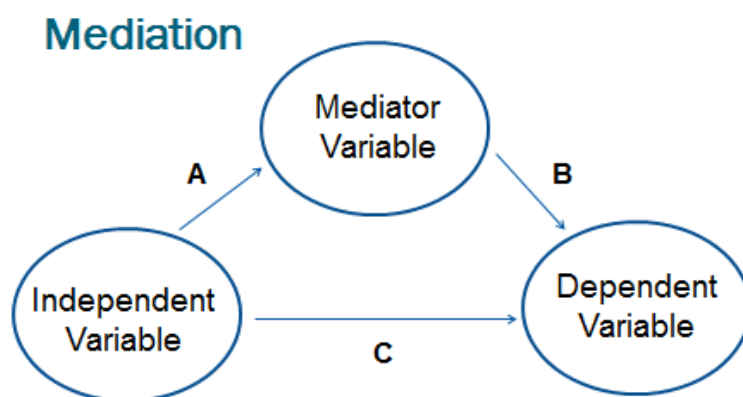 Mediation
Mediator
Variable
A
B
Independent
Variable
Dependent
Variable
C